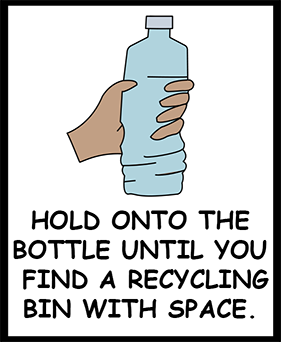 HOLD ONTO THE
BOTTLE UNTIL YOU
FIND A RECYCLING
BIN WITH SPACE.